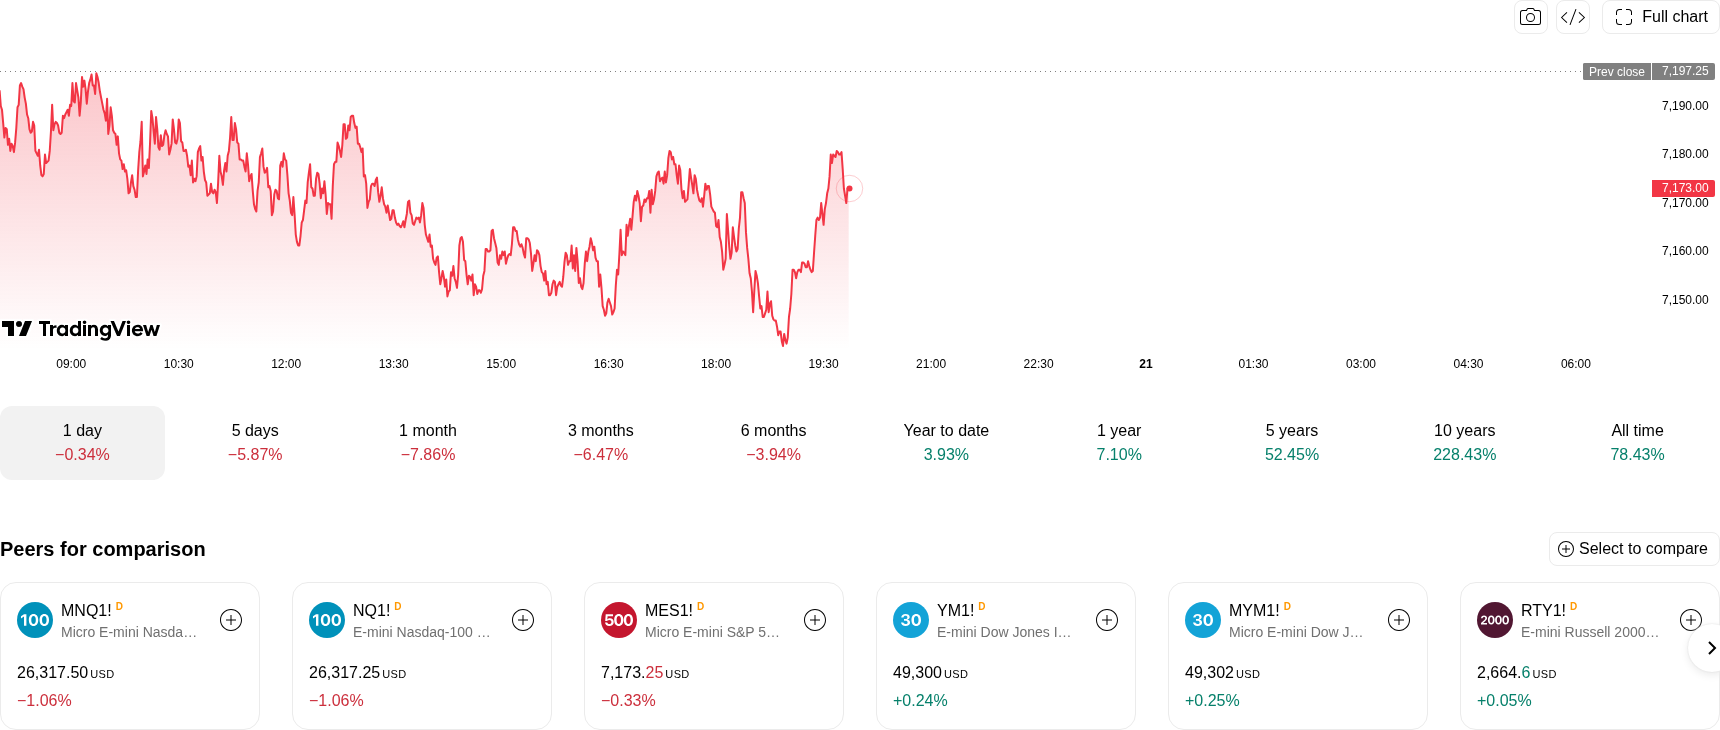 Full chart
Prev close 7,197.25
7,190.00
7,180.00
7,173.00
7,170.00
7,160.00
7,150.00
TradingView
09:00 10:30 12:00 13:30 15:00 16:30 18:00 19:30 21:00 22:30 21 01:30 03:00 04:30 06:00
1 day 5 days 1 month 3 months 6 months Year to date 1 year 5 years 10 years All time
−0.34% −5.87% −7.86% −6.47% −3.94% 3.93% 7.10% 52.45% 228.43% 78.43%
Peers for comparison
Select to compare
100 MNQ1! D
Micro E-mini Nasda…
26,317.50 USD
−1.06%
100 NQ1! D
E-mini Nasdaq-100 …
26,317.25 USD
−1.06%
500 MES1! D
Micro E-mini S&P 5…
7,173.25 USD
−0.33%
30 YM1! D
E-mini Dow Jones I…
49,300 USD
+0.24%
30 MYM1! D
Micro E-mini Dow J…
49,302 USD
+0.25%
2000 RTY1! D
E-mini Russell 2000…
2,664.6 USD
+0.05%